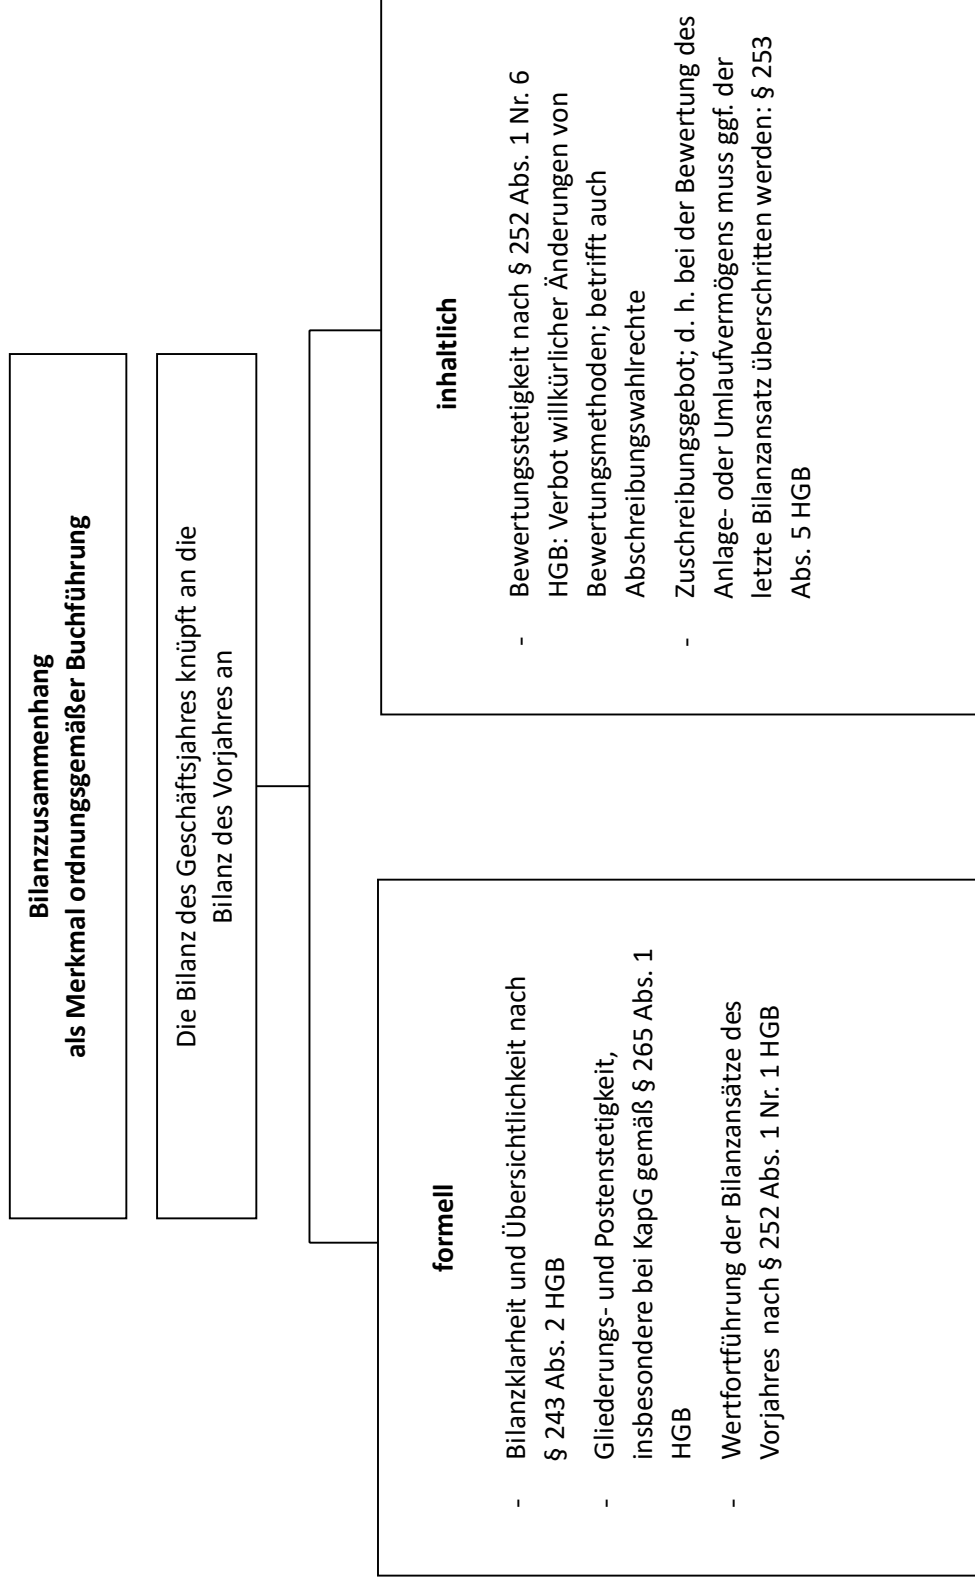 Bilanzzusammenhang
als Merkmal ordnungsgemäßer Buchführung
Die Bilanz des Geschäftsjahres knüpft an die
Bilanz des Vorjahres an
formell
- Bilanzklarheit und Übersichtlichkeit nach
§ 243 Abs. 2 HGB
- Gliederungs- und Postenstetigkeit,
insbesondere bei KapG gemäß § 265 Abs. 1
HGB
- Wertfortführung der Bilanzansätze des
Vorjahres nach § 252 Abs. 1 Nr. 1 HGB
inhaltlich
- Bewertungsstetigkeit nach § 252 Abs. 1 Nr. 6
HGB: Verbot willkürlicher Änderungen von
Bewertungsmethoden; betrifft auch
Abschreibungswahlrechte
- Zuschreibungsgebot; d. h. bei der Bewertung des
Anlage- oder Umlaufvermögens muss ggf. der
letzte Bilanzansatz überschritten werden: § 253
Abs. 5 HGB